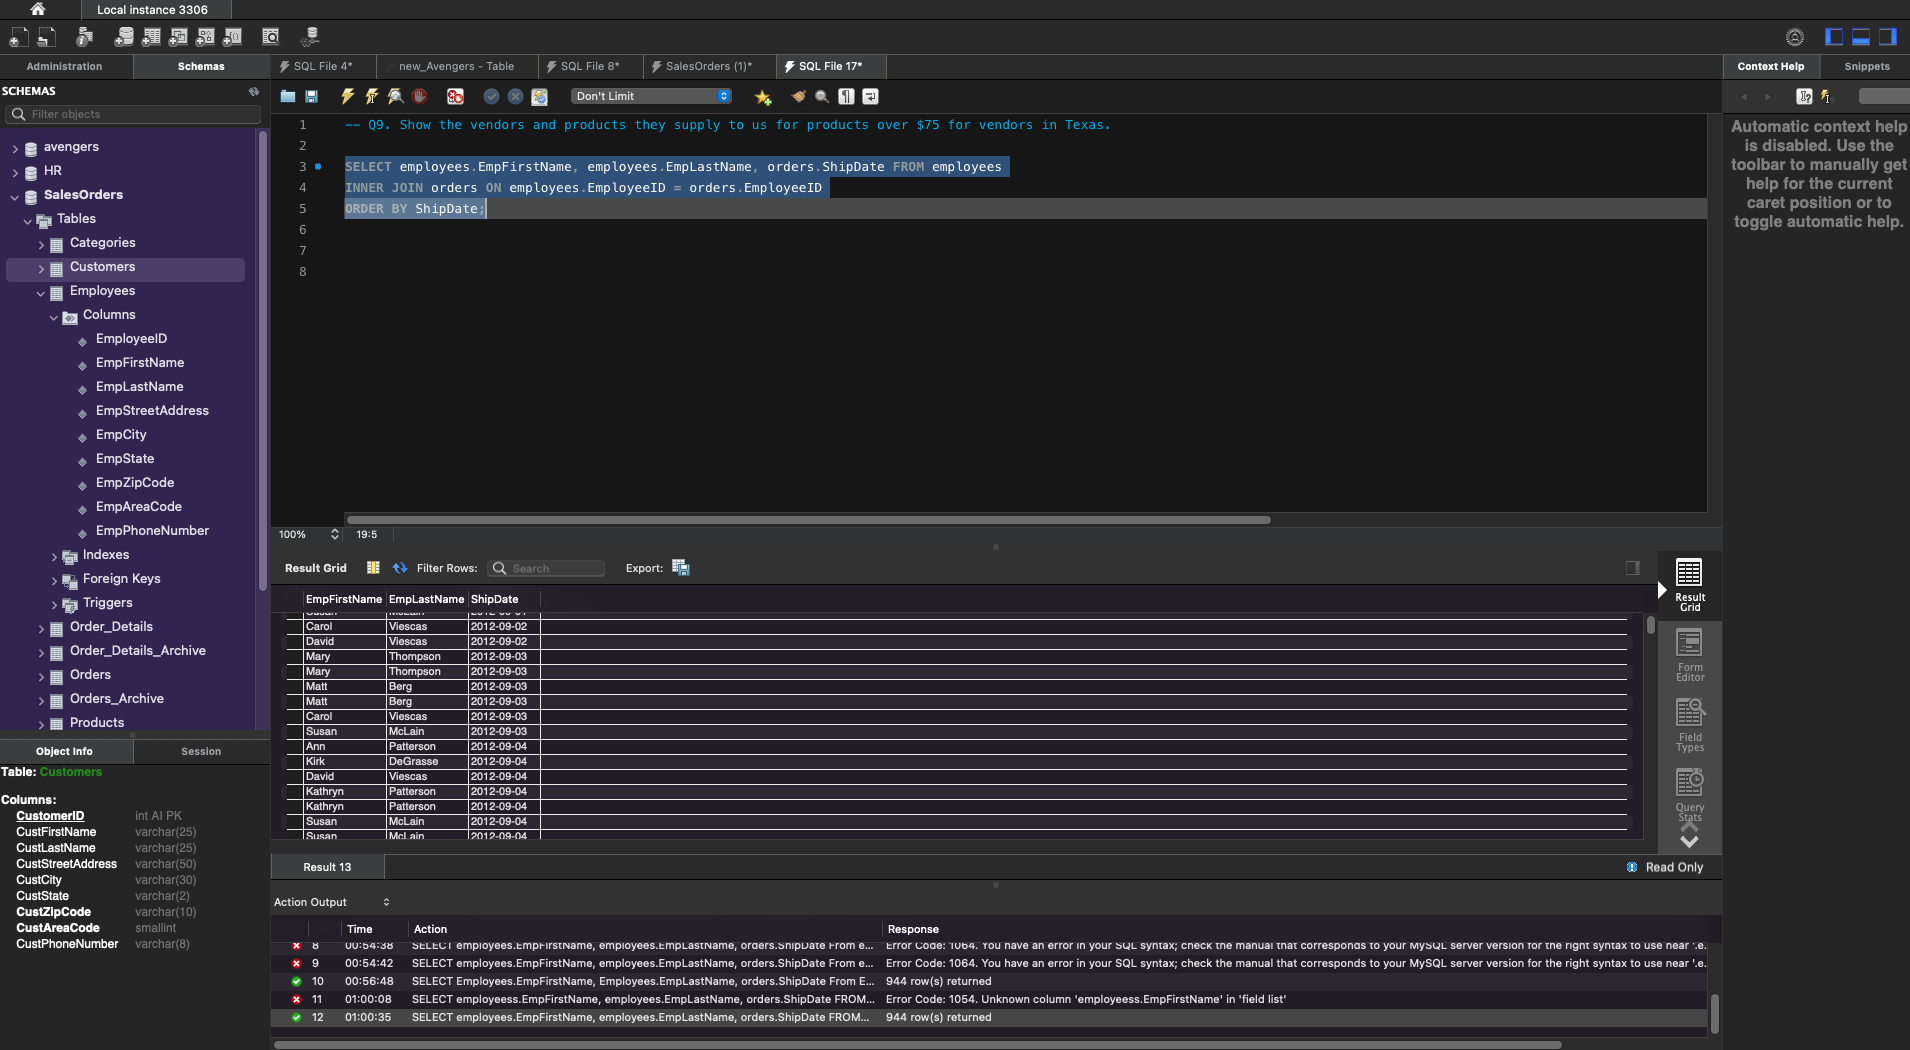 Local instance 3306
Administration
Schemas
SQL File 4*
new_Avengers - Table
SQL File 8*
SalesOrders (1)*
SQL File 17*
Context Help
Snippets
SCHEMAS
Filter objects
Don't Limit
avengers
HR
SalesOrders
Tables
Categories
Customers
Employees
Columns
EmployeeID
EmpFirstName
EmpLastName
EmpStreetAddress
EmpCity
EmpState
EmpZipCode
EmpAreaCode
EmpPhoneNumber
Indexes
Foreign Keys
Triggers
Order_Details
Order_Details_Archive
Orders
Orders_Archive
Products
1 -- Q9. Show the vendors and products they supply to us for products over $75 for vendors in Texas.
2
3 SELECT employees.EmpFirstName, employees.EmpLastName, orders.ShipDate FROM employees
4 INNER JOIN orders ON employees.EmployeeID = orders.EmployeeID
5 ORDER BY ShipDate;
6
7
8
Automatic context help
is disabled. Use the
toolbar to manually get
help for the current
caret position or to
toggle automatic help.
100%
19:5
Result Grid
Filter Rows:
Search
Export:
EmpFirstName EmpLastName ShipDate
Susan McLain 2012-09-01
Carol Viescas 2012-09-02
David Viescas 2012-09-02
Mary Thompson 2012-09-03
Mary Thompson 2012-09-03
Matt Berg 2012-09-03
Matt Berg 2012-09-03
Carol Viescas 2012-09-03
Susan McLain 2012-09-03
Ann Patterson 2012-09-04
Kirk DeGrasse 2012-09-04
David Viescas 2012-09-04
Kathryn Patterson 2012-09-04
Kathryn Patterson 2012-09-04
Susan McLain 2012-09-04
Susan McLain 2012-09-04
Result
Grid
Form
Editor
Field
Types
Query
Stats
Result 13
Read Only
Object Info
Session
Table: Customers
Columns:
CustomerID int AI PK
CustFirstName varchar(25)
CustLastName varchar(25)
CustStreetAddress varchar(50)
CustCity varchar(30)
CustState varchar(2)
CustZipCode varchar(10)
CustAreaCode smallint
CustPhoneNumber varchar(8)
Action Output
Time Action Response
8 00:54:38 SELECT employees.EmpFirstName, employees.EmpLastName, orders.ShipDate From e... Error Code: 1064. You have an error in your SQL syntax; check the manual that corresponds to your MySQL server version for the right syntax to use near '.e.
9 00:54:42 SELECT employees.EmpFirstName, employees.EmpLastName, orders.ShipDate From e... Error Code: 1064. You have an error in your SQL syntax; check the manual that corresponds to your MySQL server version for the right syntax to use near '.e.
10 00:56:48 SELECT employees.EmpFirstName, Employees.EmpLastName, orders.ShipDate From E... 944 row(s) returned
11 01:00:08 SELECT employeess.EmpFirstName, employees.EmpLastName, orders.ShipDate FROM... Error Code: 1054. Unknown column 'employeess.EmpFirstName' in 'field list'
12 01:00:35 SELECT employees.EmpFirstName, employees.EmpLastName, orders.ShipDate FROM... 944 row(s) returned